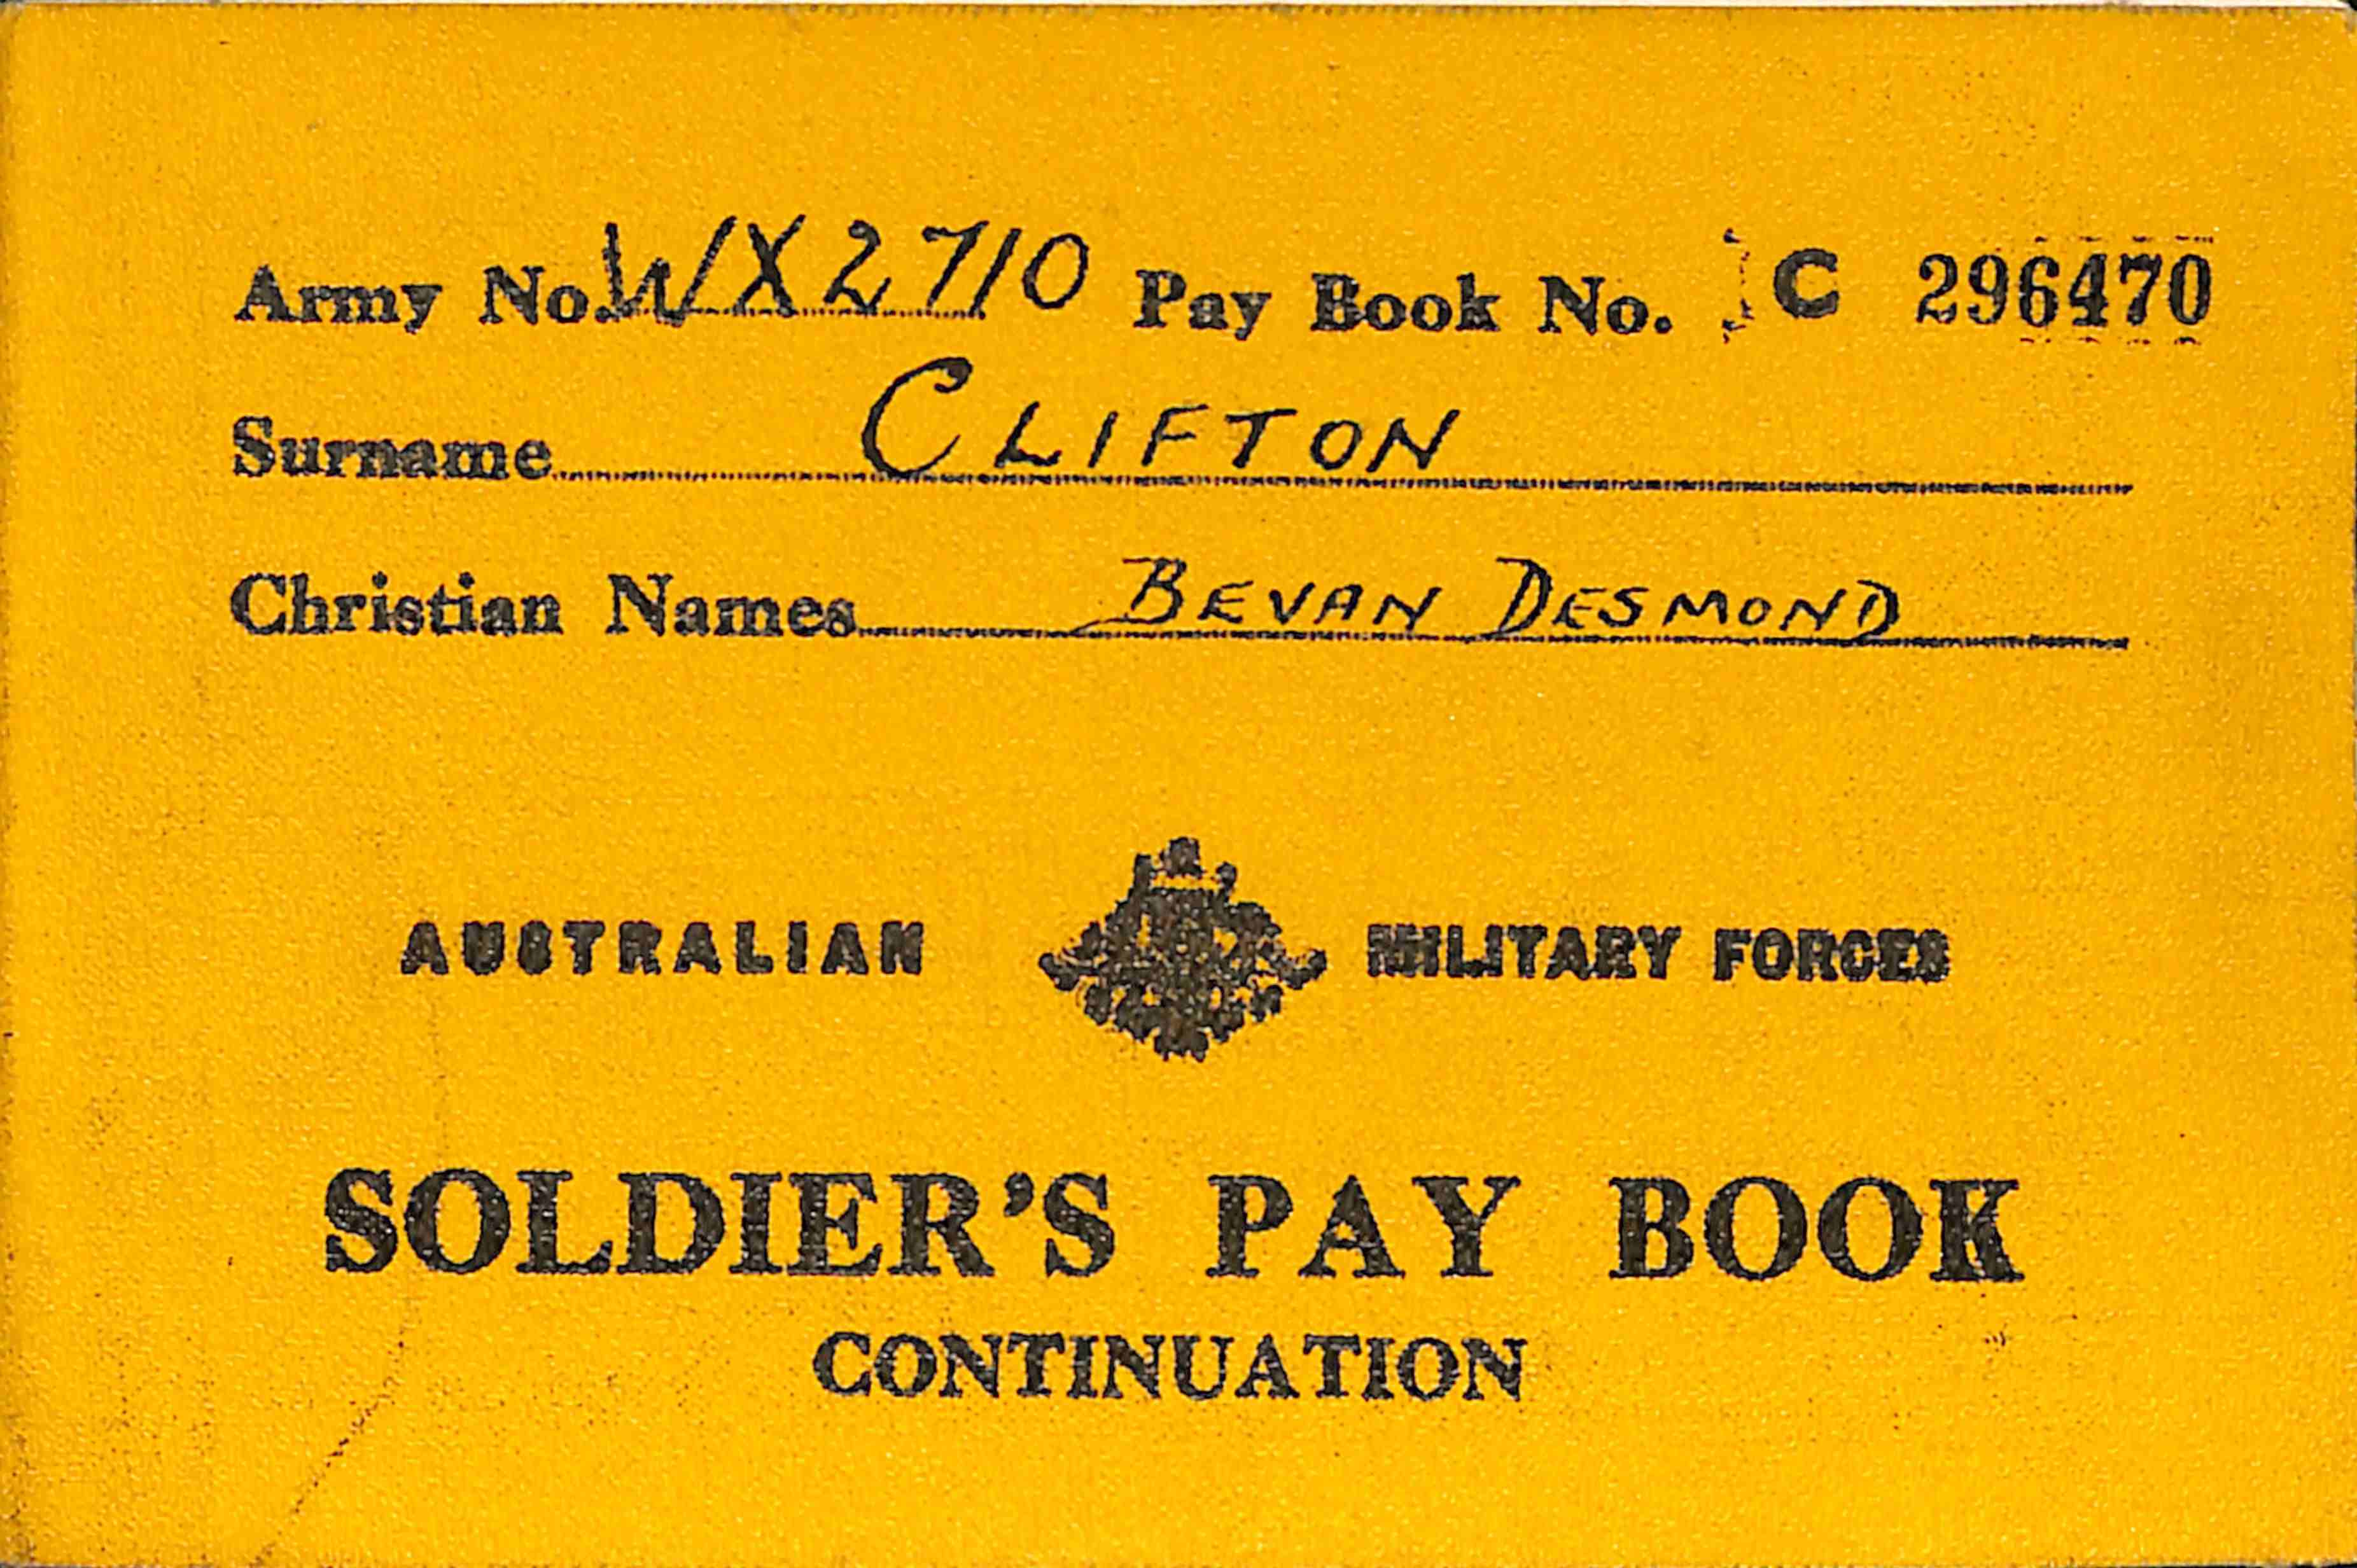 Army No. WX2710 Pay Book No. C 296470
Surname CLIFTON
Christian Names BEVAN DESMOND
AUSTRALIAN MILITARY FORCES
SOLDIER'S PAY BOOK
CONTINUATION